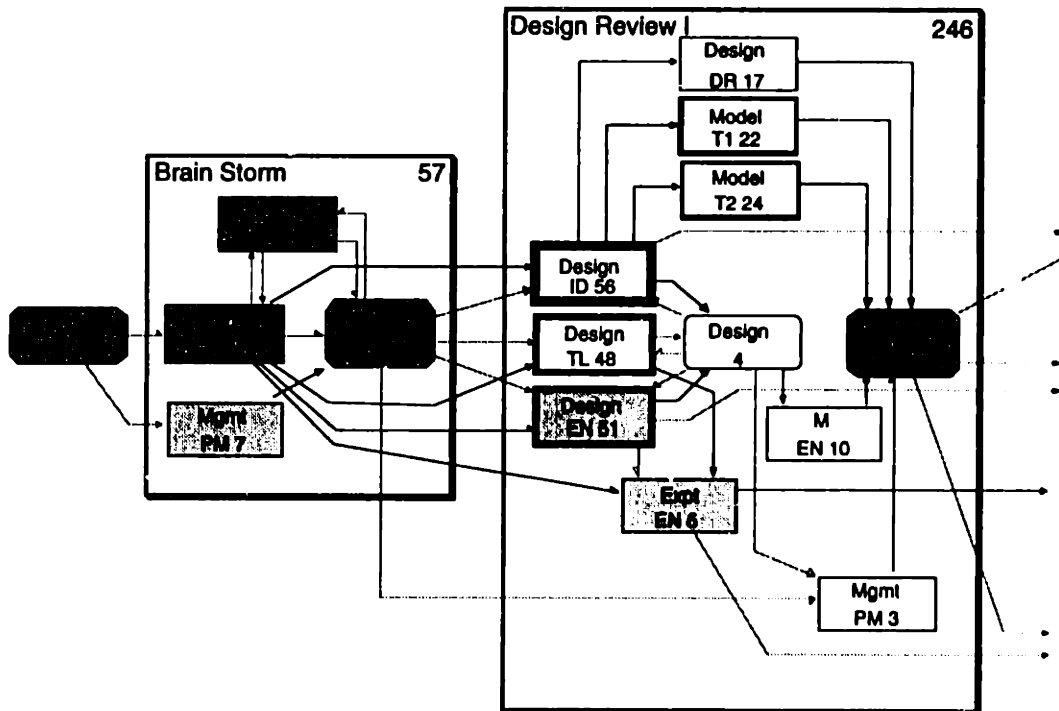 Design Review I 246
Design
DR 17
Model
T1 22
Model
T2 24
Brain Storm 57
Design
ID 56
Design
TL 48
Design
4
Design
EN 51
Mgmt
PM 7
M
EN 10
Expt
EN 6
Mgmt
PM 3